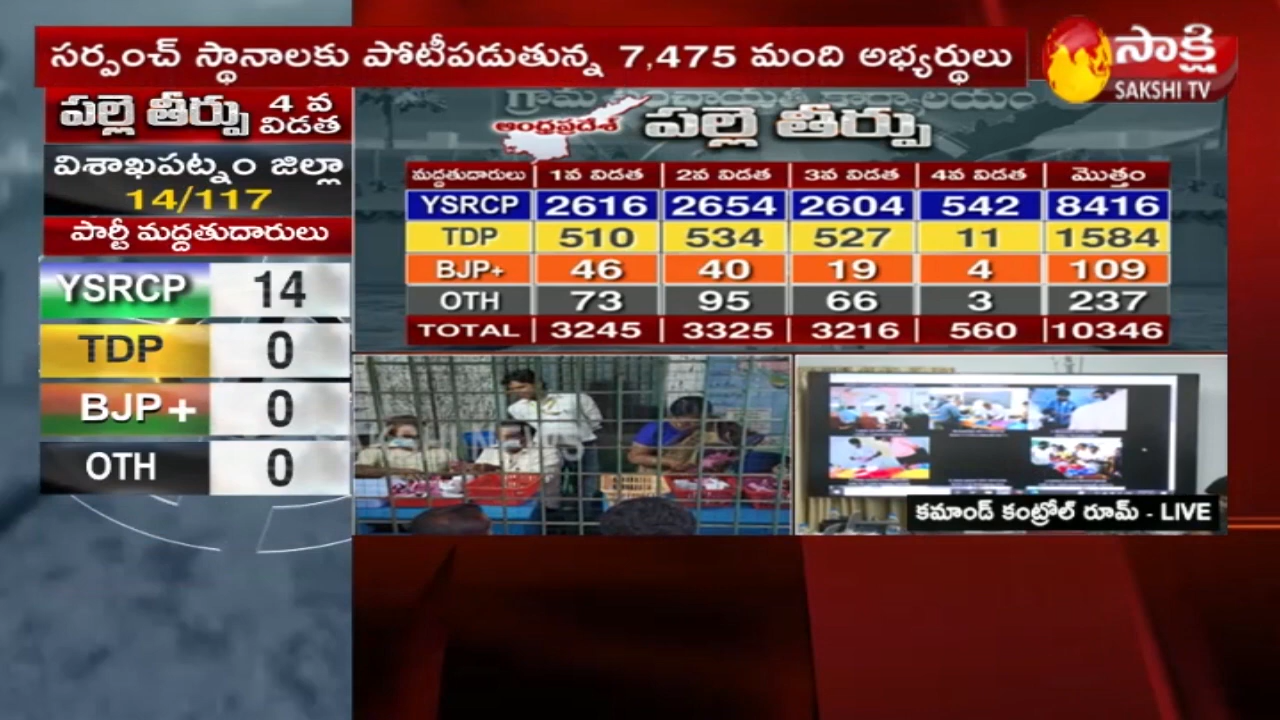 సర్పంచ్ స్థానాలకు పోటీపడుతున్న 7,475 మంది అభ్యర్థులు
సాక్షి
SAKSHI TV
పల్లె తీర్పు
4 వ విడత
విశాఖపట్నం జిల్లా
14/117
పార్టీ మద్దతుదారులు
YSRCP 14
TDP 0
BJP+ 0
OTH 0
గ్రామ పంచాయతీ కార్యాలయం
ఆంధ్రప్రదేశ్
పల్లె తీర్పు
మద్దతుదారులు 1వ విడత 2వ విడత 3వ విడత 4వ విడత మొత్తం
YSRCP 2616 2654 2604 542 8416
TDP 510 534 527 11 1584
BJP+ 46 40 19 4 109
OTH 73 95 66 3 237
TOTAL 3245 3325 3216 560 10346
కమాండ్ కంట్రోల్ రూమ్ - LIVE